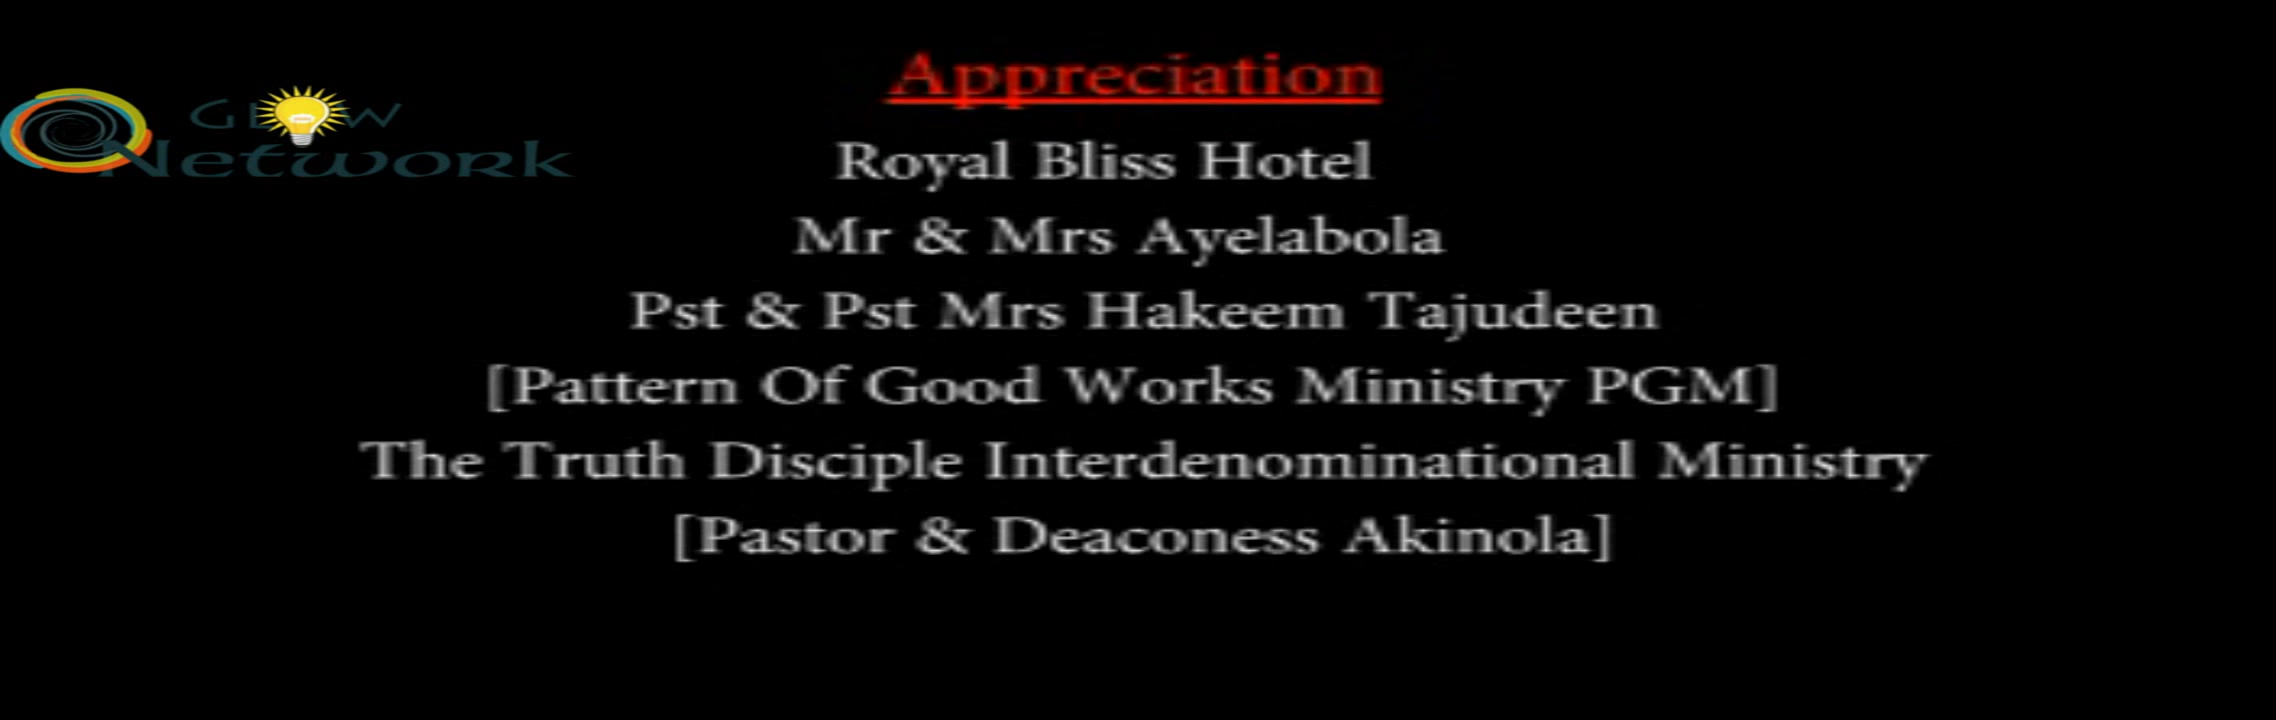 Appreciation
GLOW
Network
Royal Bliss Hotel
Mr & Mrs Ayelabola
Pst & Pst Mrs Hakeem Tajudeen
[Pattern Of Good Works Ministry PGM]
The Truth Disciple Interdenominational Ministry
[Pastor & Deaconess Akinola]